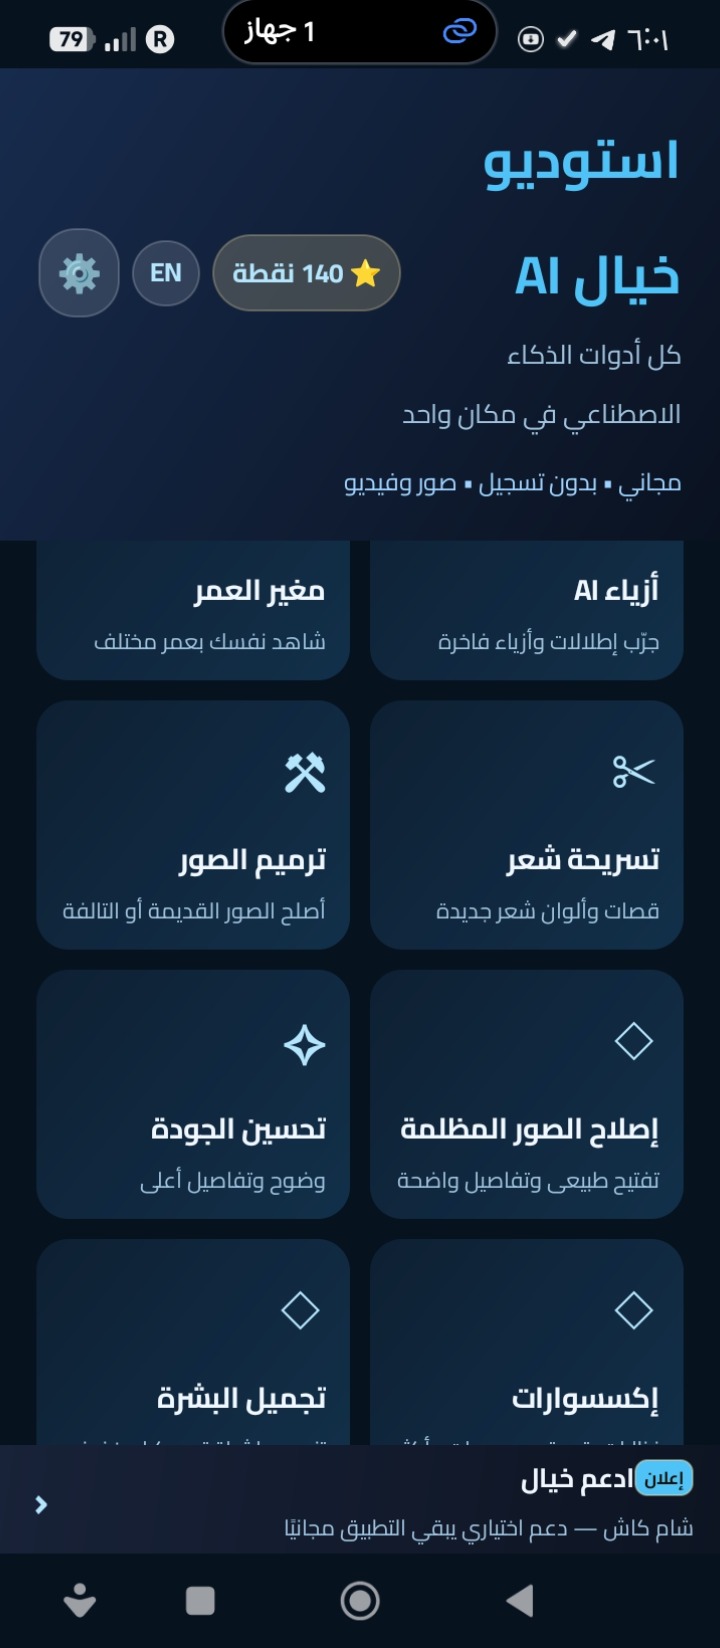 79
R
1 جهاز
٦:٠١
استوديو
خيال AI
⭐ 140 نقطة
EN
كل أدوات الذكاء
الاصطناعي في مكان واحد
مجاني • بدون تسجيل • صور وفيديو
أزياء AI
جرّب إطلالات وأزياء فاخرة
مغير العمر
شاهد نفسك بعمر مختلف
تسريحة شعر
قصات وألوان شعر جديدة
ترميم الصور
أصلح الصور القديمة أو التالفة
إصلاح الصور المظلمة
تفتيح طبيعي وتفاصيل واضحة
تحسين الجودة
وضوح وتفاصيل أعلى
إكسسوارات
تجميل البشرة
إعلان ادعم خيال
شام كاش — دعم اختياري يبقي التطبيق مجانيًا